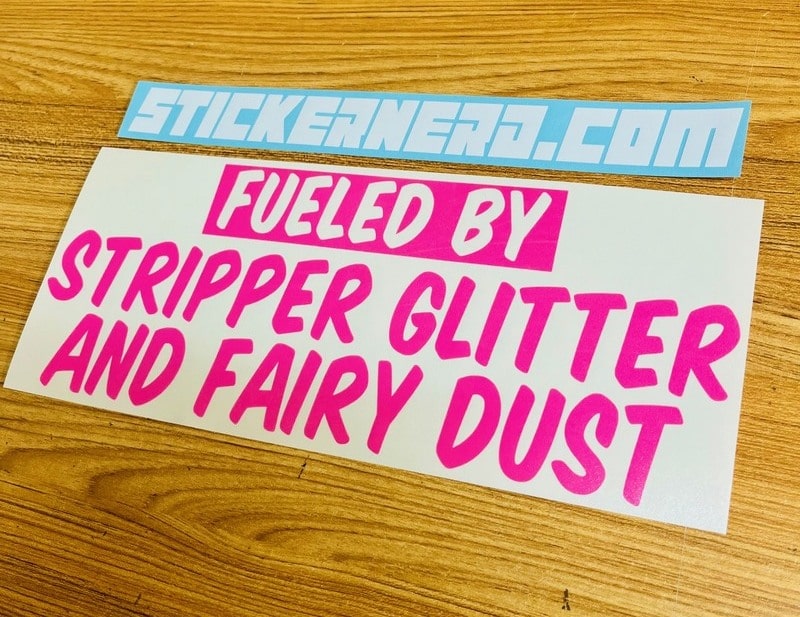 STICKERNERD.COM
FUELED BY
STRIPPER GLITTER
AND FAIRY DUST